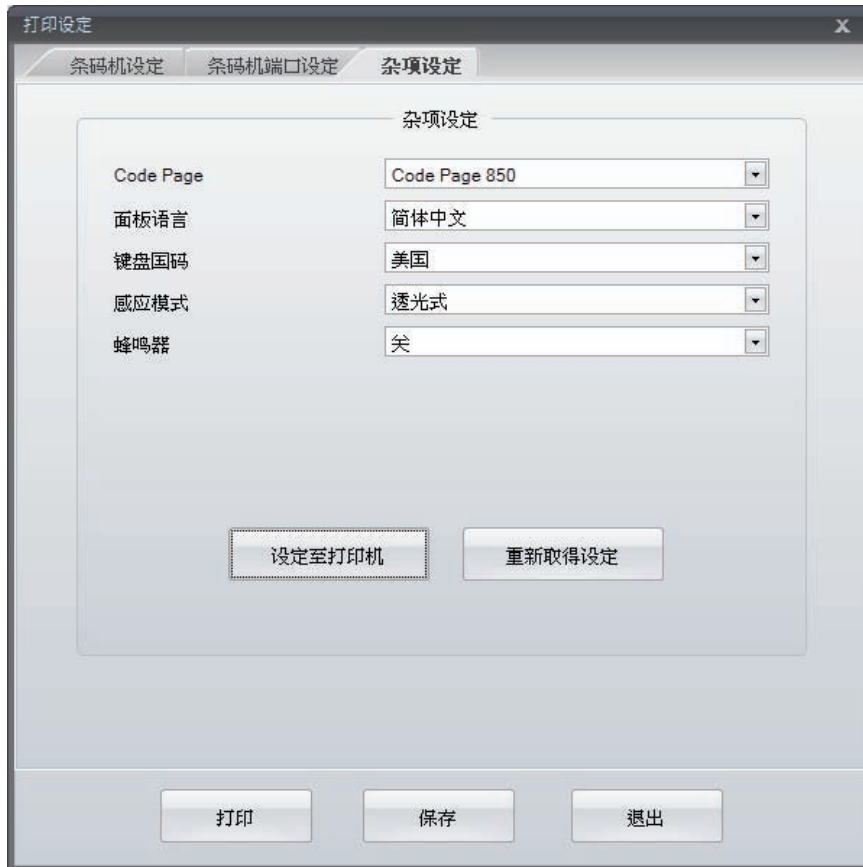 打印设定 X
条码机设定 条码机端口设定 杂项设定
杂项设定
Code Page Code Page 850
面板语言 简体中文
键盘国码 美国
感应模式 透光式
蜂鸣器 关
设定至打印机 重新取得设定
打印 保存 退出